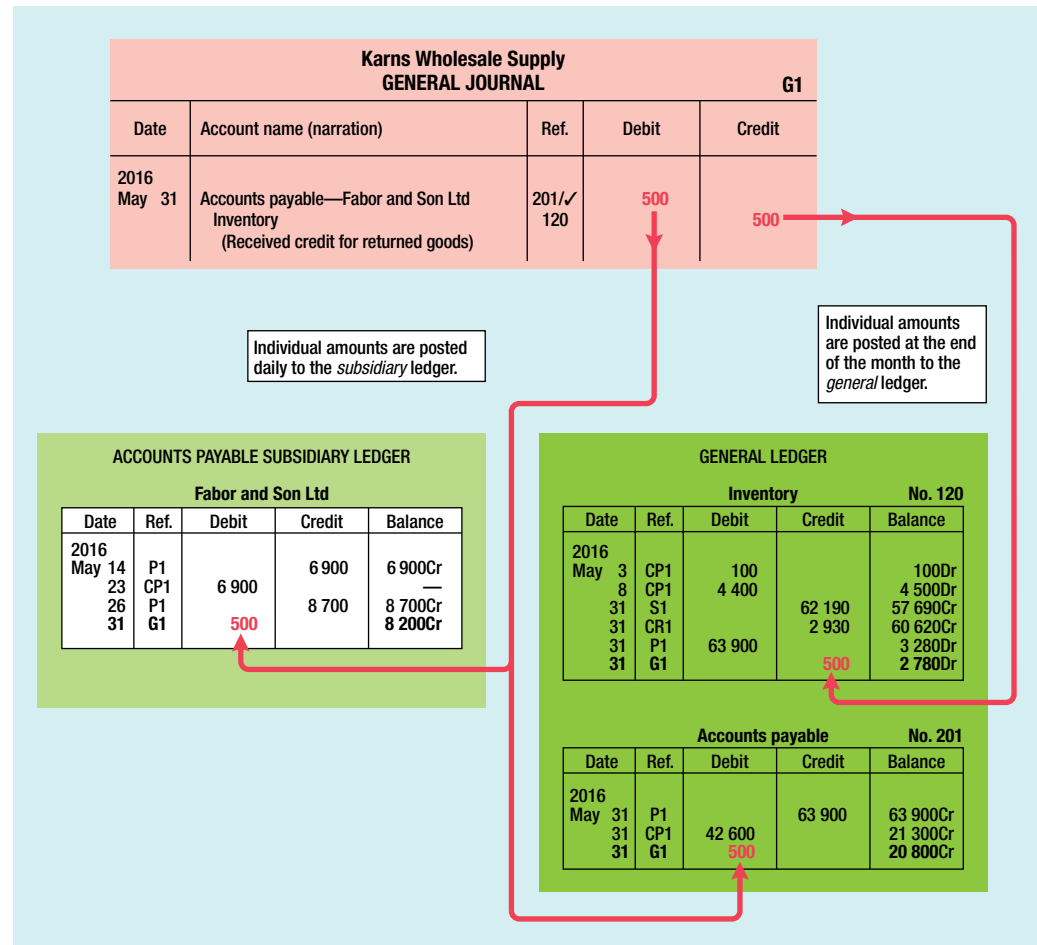 Karns Wholesale Supply
GENERAL JOURNAL
G1
Date Account name (narration) Ref. Debit Credit
2016
May 31 Accounts payable—Fabor and Son Ltd 201/✓ 500
Inventory 120 500
(Received credit for returned goods)
Individual amounts are posted
daily to the subsidiary ledger.
Individual amounts
are posted at the end
of the month to the
general ledger.
ACCOUNTS PAYABLE SUBSIDIARY LEDGER
Fabor and Son Ltd
Date Ref. Debit Credit Balance
2016
May 14 P1 6 900 6 900Cr
23 CP1 6 900 —
26 P1 8 700 8 700Cr
31 G1 500 8 200Cr
GENERAL LEDGER
Inventory No. 120
Date Ref. Debit Credit Balance
2016
May 3 CP1 100 100Dr
8 CP1 4 400 4 500Dr
31 S1 62 190 57 690Cr
31 CR1 2 930 60 620Cr
31 P1 63 900 3 280Dr
31 G1 500 2 780Dr
Accounts payable No. 201
Date Ref. Debit Credit Balance
2016
May 31 P1 63 900 63 900Cr
31 CP1 42 600 21 300Cr
31 G1 500 20 800Cr